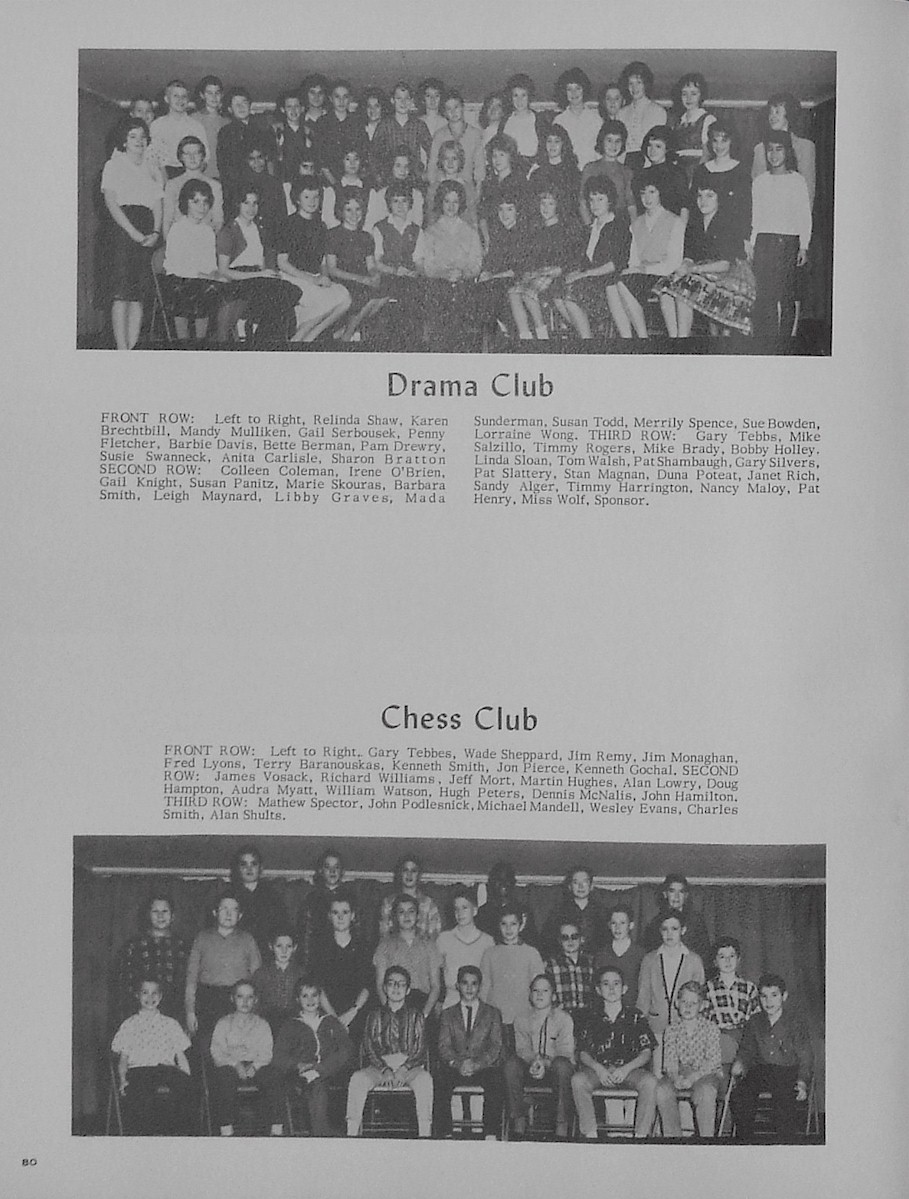 Drama Club
FRONT ROW: Left to Right, Relinda Shaw, Karen
Brechtbill, Mandy Mulliken, Gail Serbousek, Penny
Fletcher, Barbie Davis, Bette Berman, Pam Drewry,
Susie Swanneck, Anita Carlisle, Sharon Bratton
SECOND ROW: Colleen Coleman, Irene O'Brien,
Gail Knight, Susan Panitz, Marie Skouras, Barbara
Smith, Leigh Maynard, Libby Graves, Mada
Sunderman, Susan Todd, Merrily Spence, Sue Bowden,
Lorraine Wong. THIRD ROW: Gary Tebbs, Mike
Salzillo, Timmy Rogers, Mike Brady, Bobby Holley.
Linda Sloan, Tom Walsh, Pat Shambaugh, Gary Silvers,
Pat Slattery, Stan Magnan, Duna Poteat, Janet Rich,
Sandy Alger, Timmy Harrington, Nancy Maloy, Pat
Henry, Miss Wolf, Sponsor.
Chess Club
FRONT ROW: Left to Right, Gary Tebbes, Wade Sheppard, Jim Remy, Jim Monaghan,
Fred Lyons, Terry Baranouskas, Kenneth Smith, Jon Pierce, Kenneth Gochal. SECOND
ROW: James Vosack, Richard Williams, Jeff Mort, Martin Hughes, Alan Lowry, Doug
Hampton, Audra Myatt, William Watson, Hugh Peters, Dennis McNalis, John Hamilton.
THIRD ROW: Mathew Spector, John Podlesnick, Michael Mandell, Wesley Evans, Charles
Smith, Alan Shults.
80